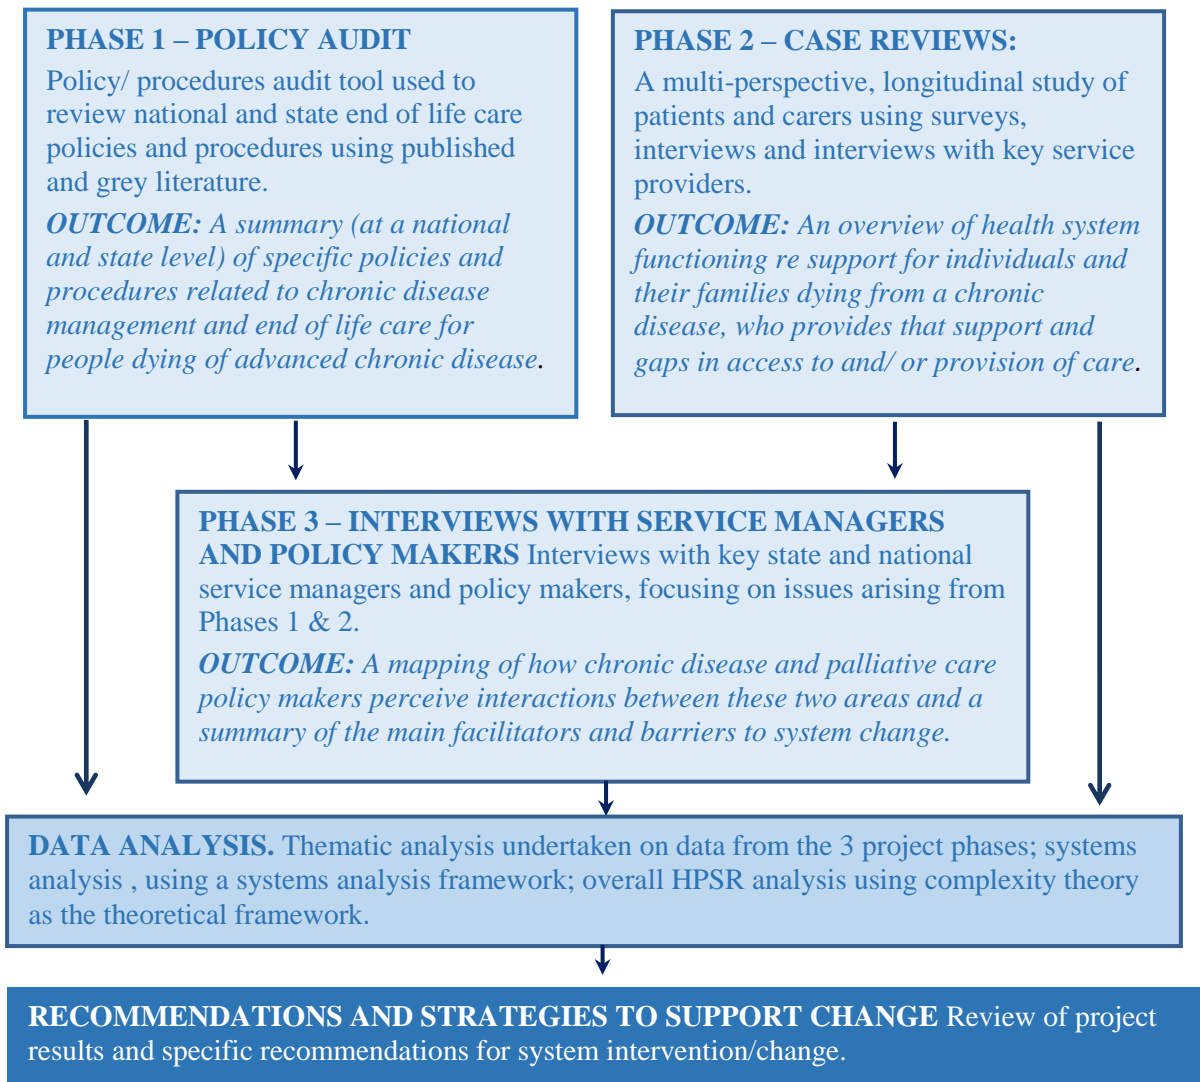 PHASE 1 – POLICY AUDIT
Policy/ procedures audit tool used to
review national and state end of life care
policies and procedures using published
and grey literature.
OUTCOME: A summary (at a national
and state level) of specific policies and
procedures related to chronic disease
management and end of life care for
people dying of advanced chronic disease.
PHASE 2 – CASE REVIEWS:
A multi-perspective, longitudinal study of
patients and carers using surveys,
interviews and interviews with key service
providers.
OUTCOME: An overview of health system
functioning re support for individuals and
their families dying from a chronic
disease, who provides that support and
gaps in access to and/ or provision of care.
PHASE 3 – INTERVIEWS WITH SERVICE MANAGERS
AND POLICY MAKERS Interviews with key state and national
service managers and policy makers, focusing on issues arising from
Phases 1 & 2.
OUTCOME: A mapping of how chronic disease and palliative care
policy makers perceive interactions between these two areas and a
summary of the main facilitators and barriers to system change.
DATA ANALYSIS. Thematic analysis undertaken on data from the 3 project phases; systems
analysis , using a systems analysis framework; overall HPSR analysis using complexity theory
as the theoretical framework.
RECOMMENDATIONS AND STRATEGIES TO SUPPORT CHANGE Review of project
results and specific recommendations for system intervention/change.